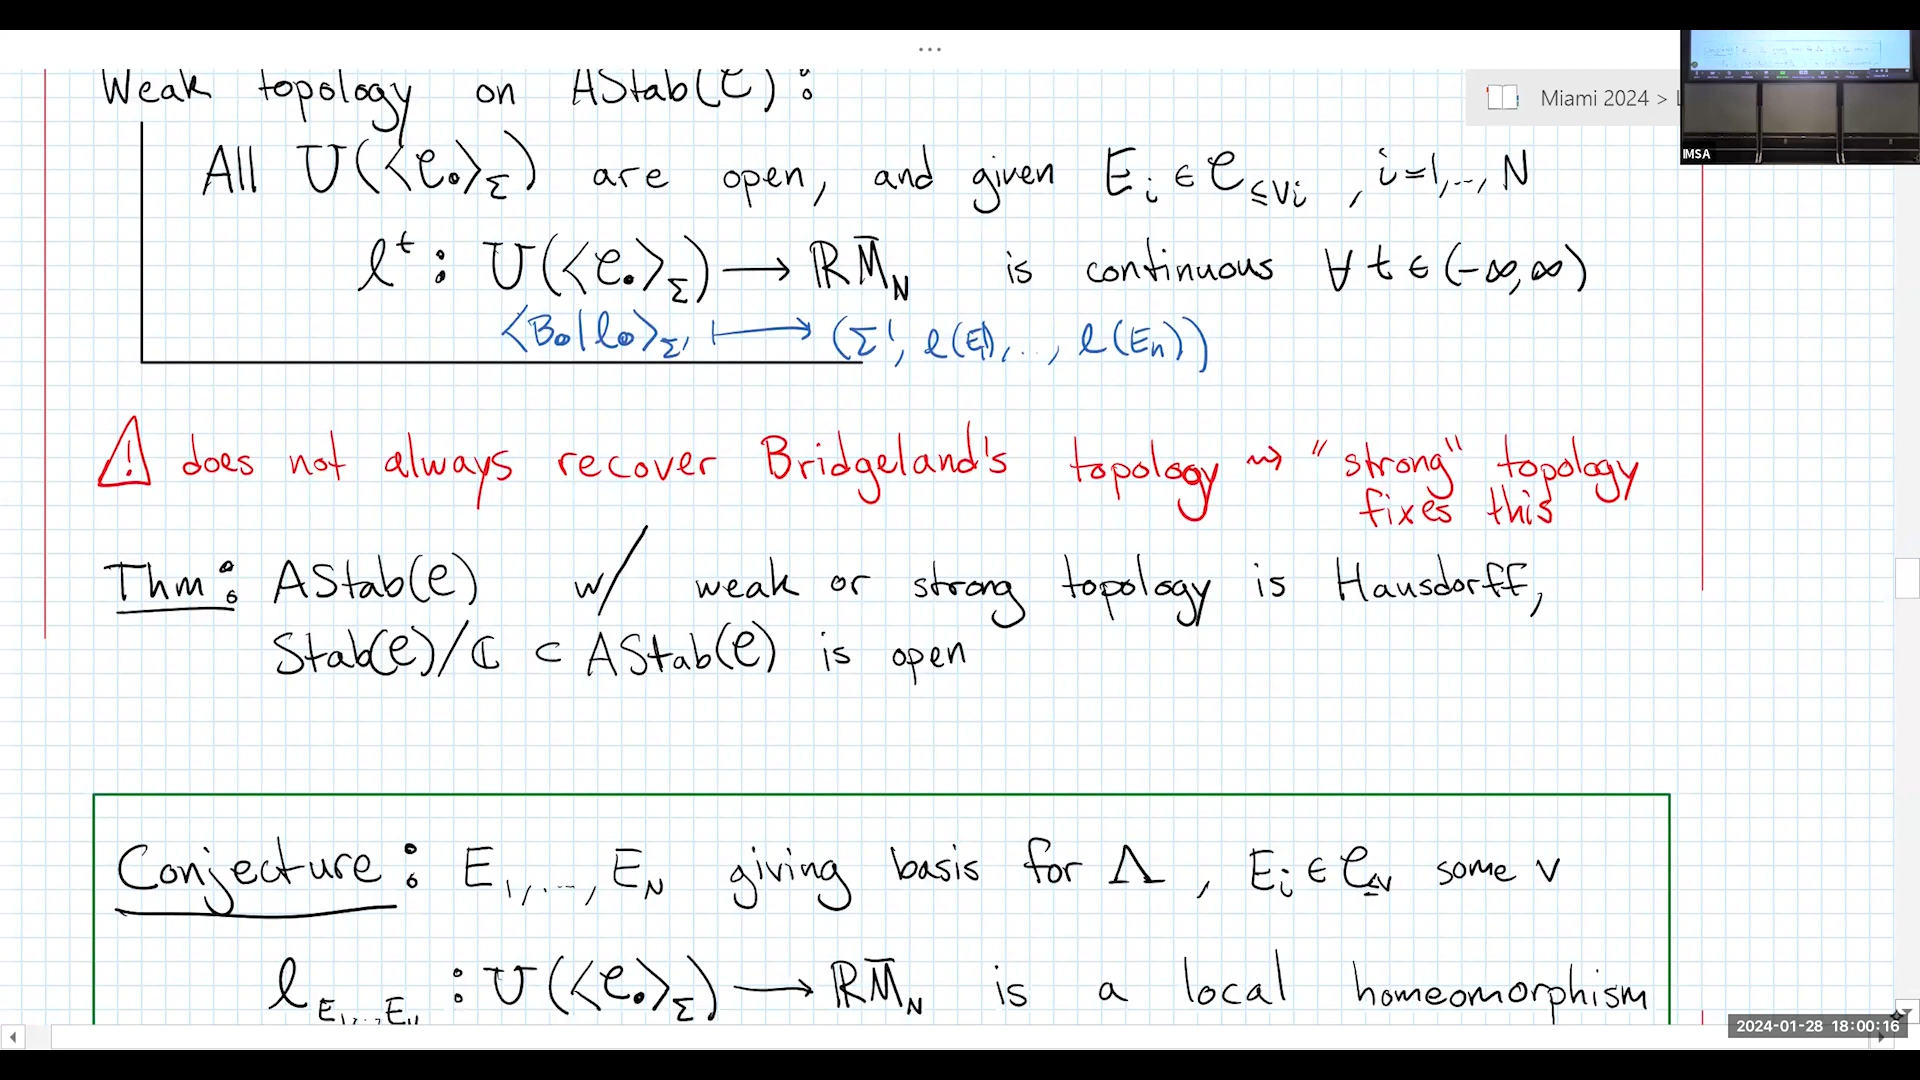 ...
Weak topology on AStab(𝒞):
Miami 2024 > L
IMSA
All U(⟨𝒞•⟩_Σ) are open, and given E_i ∈ 𝒞_{≤v_i}, i=1,..., N
ℓ^t : U(⟨𝒞•⟩_Σ) ⟶ ℝM̄_N is continuous ∀ t ∈ (-∞,∞)
⟨B•|ℓ•⟩_Σ' ⟼ (Σ', ℓ(E_1),..., ℓ(E_n))
⚠ does not always recover Bridgeland's topology ⇝ "strong" topology
fixes this
Thm: AStab(𝒞) w/ weak or strong topology is Hausdorff,
Stab(𝒞)/ℂ ⊂ AStab(𝒞) is open
Conjecture: E_1,..., E_N giving basis for Λ, E_i ∈ 𝒞_{≤v} some v
ℓ_{E_1,..,E_N} : U(⟨𝒞•⟩_Σ) ⟶ ℝM̄_N is a local homeomorphism
2024-01-28 18:00:16